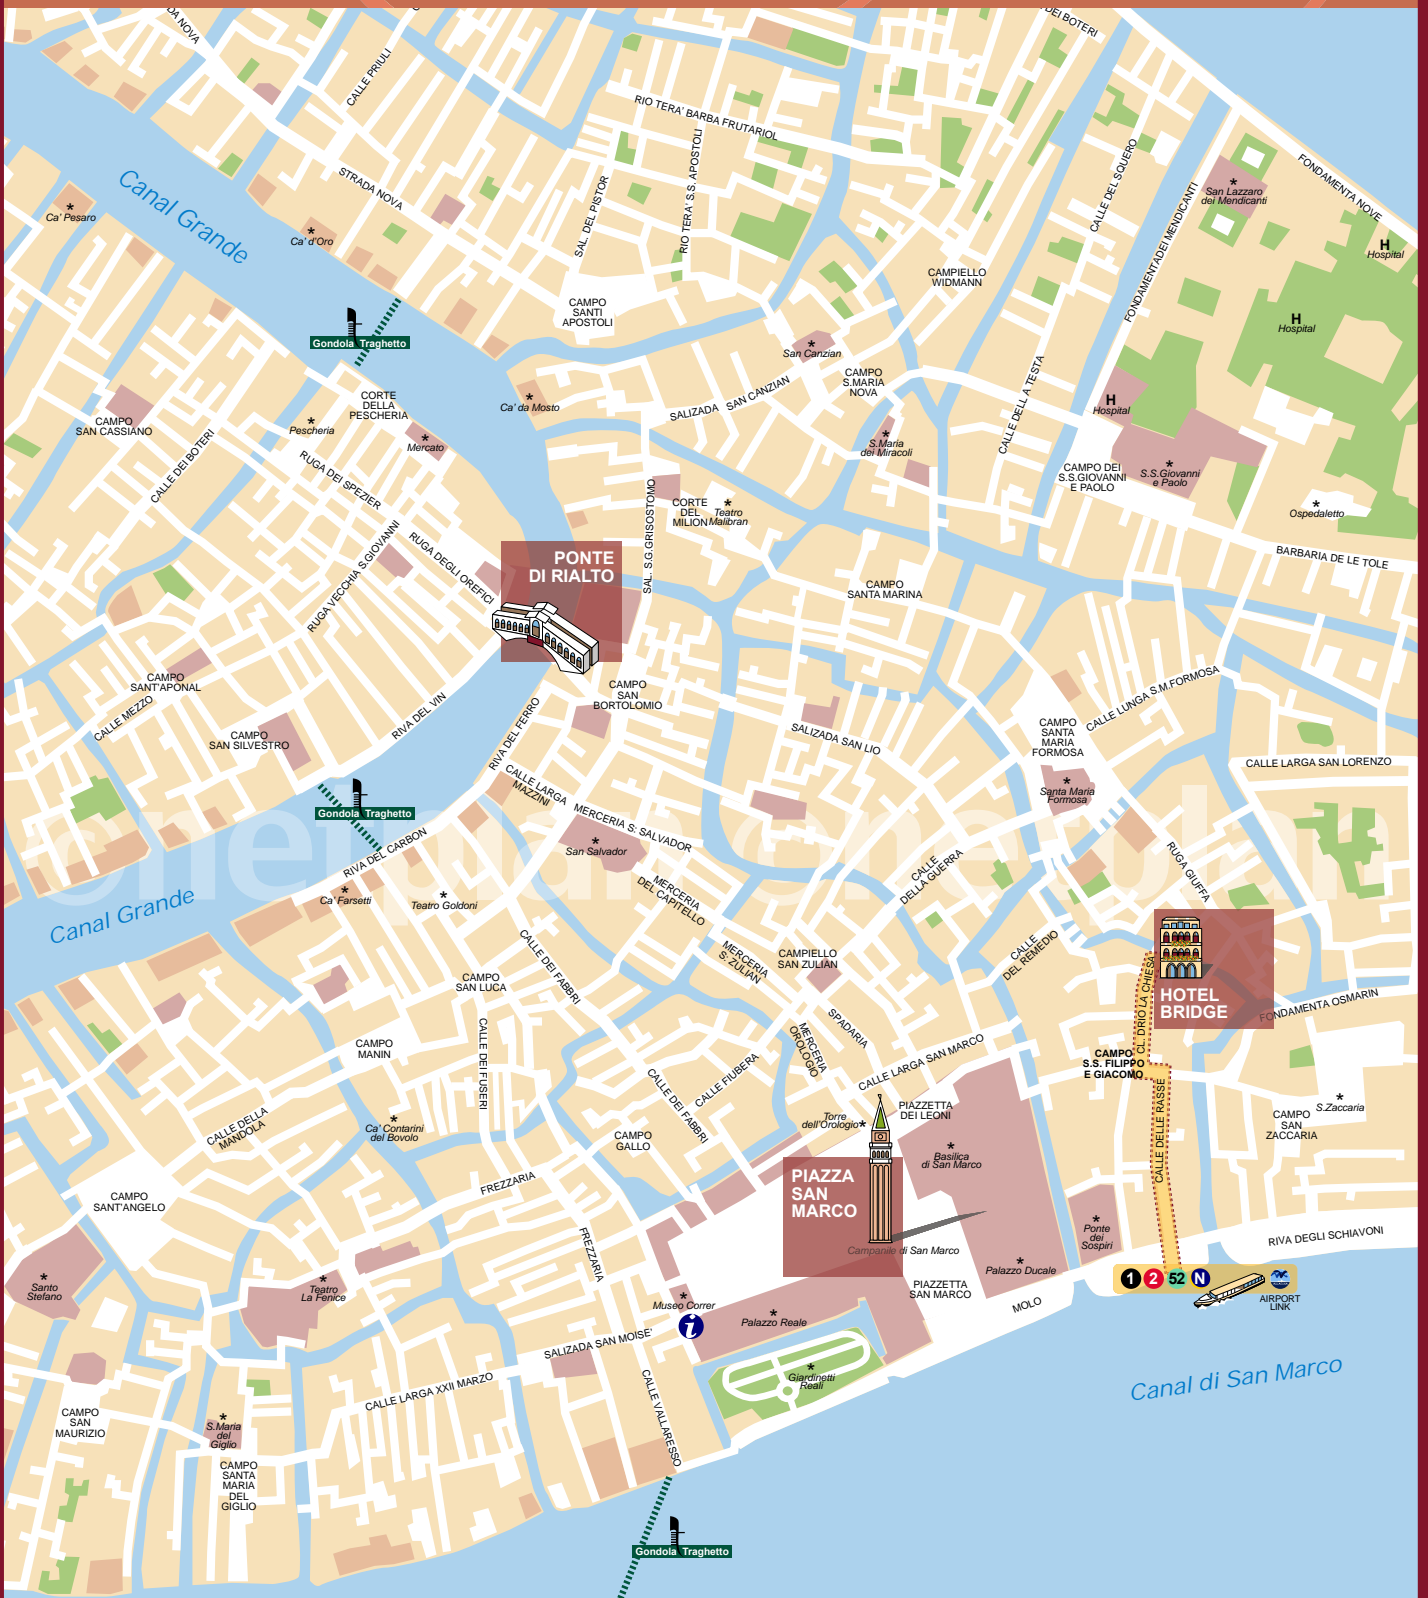 DA NOVA
CALLE PRIULI
DEI BOTERI
RIO TERA' BARBA FRUTARIOL
STRADA NOVA
SAL. DEL PISTOR
RIO TERA' S.S. APOSTOLI
CALLE DEL SQUERO
FONDAMENTA DEI MENDICANTI
FONDAMENTA NOVE
San Lazzaro
dei Mendicanti
Canal Grande
Ca' Pesaro
Ca' d'Oro
H
Hospital
H
Hospital
CAMPIELLO
WIDMANN
CAMPO
SANTI
APOSTOLI
Gondola Traghetto
San Canzian
CAMPO
S.MARIA
NOVA
SALIZADA SAN CANZIAN
CALLE DELL A TESTA
H
Hospital
CORTE
DELLA
PESCHERIA
Ca' da Mosto
CAMPO
SAN CASSIANO
Pescheria
Mercato
CALLE DEI BOTERI
RUGA DEI SPEZIER
S.Maria
dei Miracoli
CAMPO DEI
S.S.GIOVANNI
E PAOLO
S.S.Giovanni
e Paolo
Ospedaletto
SAL. S.G.GRISOSTOMO
CORTE
DEL
MILION
Teatro
Malibran
RUGA VECCHIA S.GIOVANNI
RUGA DEGLI OREFICI
BARBARIA DE LE TOLE
PONTE
DI RIALTO
CAMPO
SANTA MARINA
CAMPO
SANT'APONAL
CALLE MEZZO
CAMPO
SAN SILVESTRO
RIVA DEL VIN
RIVA DEL FERRO
CAMPO
SAN
BORTOLOMIO
SALIZADA SAN LIO
CAMPO
SANTA
MARIA
FORMOSA
CALLE LUNGA S.M.FORMOSA
CALLE LARGA SAN LORENZO
CALLE LARGA
MAZZINI
MERCERIA S. SALVADOR
Santa Maria
Formosa
Gondola Traghetto
©netplan ©netplan
RIVA DEL CARBON
San Salvador
CALLE
DELLA GUERRA
RUGA GIUFFA
Ca' Farsetti
Teatro Goldoni
MERCERIA
DEL CAPITELLO
Canal Grande
CALLE DEI FABBRI
MERCERIA
S. ZULIAN
CAMPIELLO
SAN ZULIAN
CALLE
DEL REMEDIO
CL. DRIO LA CHIESA
HOTEL
BRIDGE
FONDAMENTA OSMARIN
CAMPO
SAN LUCA
SPADARIA
MERCERIA
OROLOGIO
CALLE LARGA SAN MARCO
CAMPO
MANIN
CALLE DEI FUSERI
CALLE FIUBERA
CALLE DEI FABBRI
CAMPO
S.S. FILIPPO
E GIACOMO
CALLE DELLE RASSE
CALLE DELLA
MANDOLA
Ca' Contarini
del Bovolo
CAMPO
GALLO
Torre
dell'Orologio
PIAZZETTA
DEI LEONI
S.Zaccaria
CAMPO
SAN
ZACCARIA
Basilica
di San Marco
PIAZZA
SAN
MARCO
CAMPO
SANT'ANGELO
FREZZARIA
FREZZARIA
Campanile di San Marco
Ponte
dei
Sospiri
RIVA DEGLI SCHIAVONI
Palazzo Ducale
Santo
Stefano
Teatro
La Fenice
PIAZZETTA
SAN MARCO
MOLO
1 2 52 N
AIRPORT
LINK
Museo Correr
i
Palazzo Reale
SALIZADA SAN MOISE'
Giardinetti
Reali
Canal di San Marco
CALLE LARGA XXII MARZO
CALLE VALLARESSO
CAMPO
SAN
MAURIZIO
S.Maria
del
Giglio
CAMPO
SANTA
MARIA
DEL
GIGLIO
Gondola Traghetto